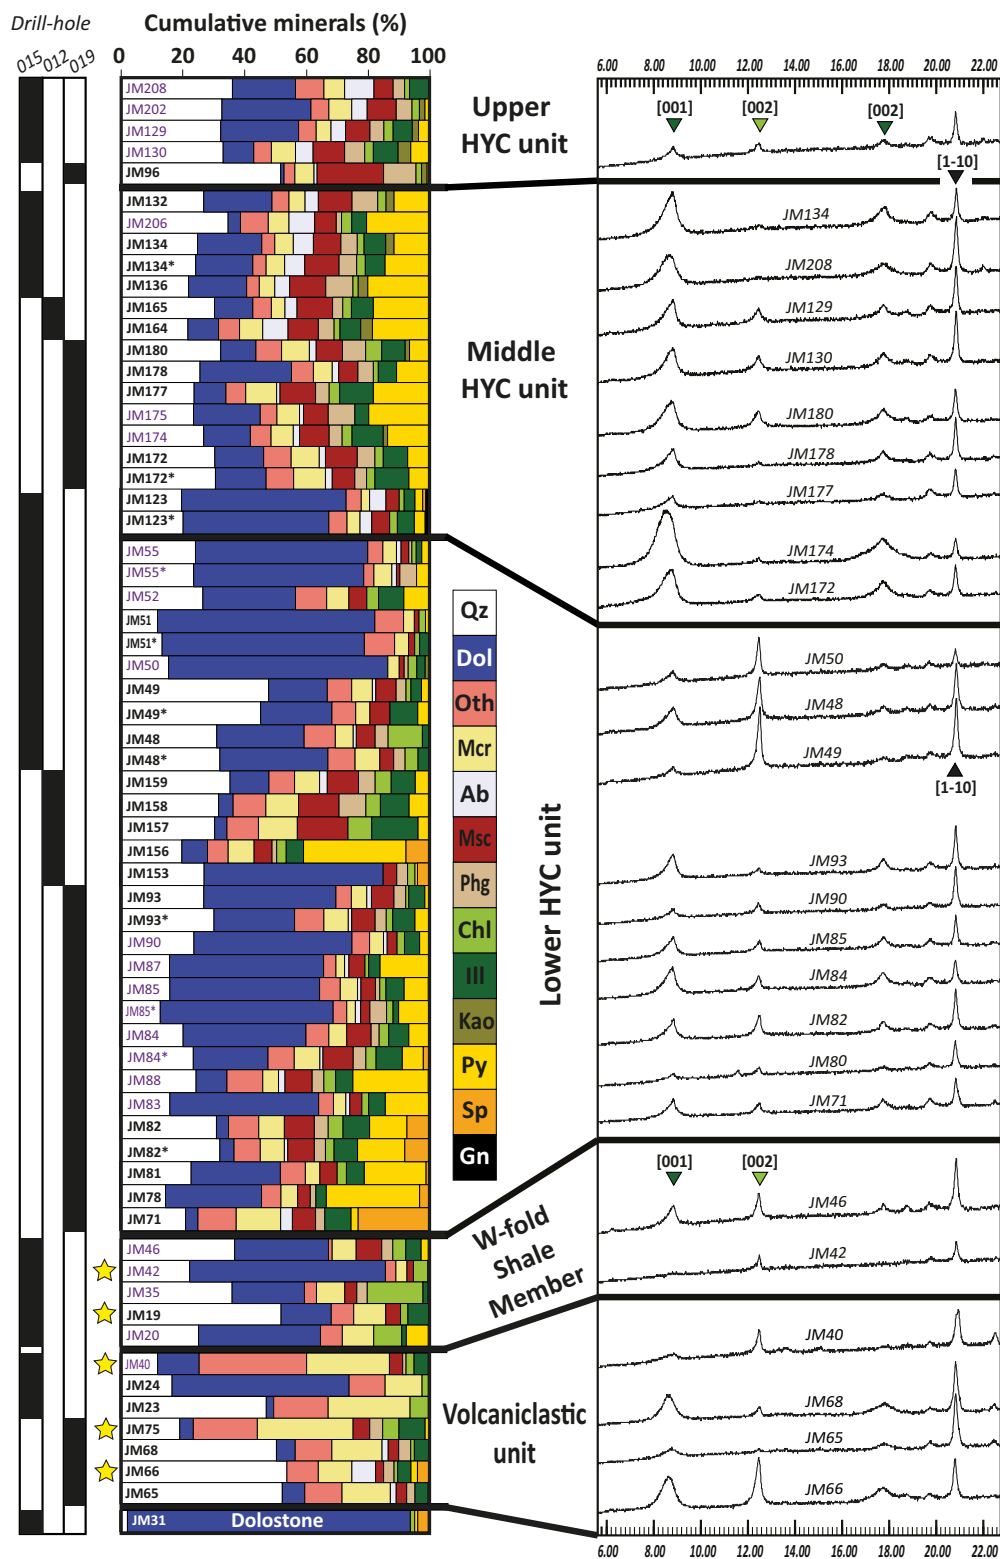 Drill-hole
Cumulative minerals (%)
015 012 019
0 20 40 60 80 100
6.00 8.00 10.00 12.00 14.00 16.00 18.00 20.00 22.00
JM208
JM202
JM129
JM130
JM96
JM132
JM206
JM134
JM134*
JM136
JM165
JM164
JM180
JM178
JM177
JM175
JM174
JM172
JM172*
JM123
JM123*
JM55
JM55*
JM52
JM51
JM51*
JM50
JM49
JM49*
JM48
JM48*
JM159
JM158
JM157
JM156
JM153
JM93
JM93*
JM90
JM87
JM85
JM85*
JM84
JM84*
JM88
JM83
JM82
JM82*
JM81
JM78
JM71
JM46
JM42
JM35
JM19
JM20
JM40
JM24
JM23
JM75
JM68
JM66
JM65
JM31 Dolostone
Qz
Dol
Oth
Mcr
Ab
Msc
Phg
Chl
Ill
Kao
Py
Sp
Gn
Upper
HYC unit
Middle
HYC unit
Lower HYC unit
W-fold
Shale
Member
Volcaniclastic
unit
[001] [002] [002]
[1-10]
JM134
JM208
JM129
JM130
JM180
JM178
JM177
JM174
JM172
JM50
JM48
JM49
[1-10]
JM93
JM90
JM85
JM84
JM82
JM80
JM71
[001] [002]
JM46
JM42
JM40
JM68
JM65
JM66
6.00 8.00 10.00 12.00 14.00 16.00 18.00 20.00 22.00